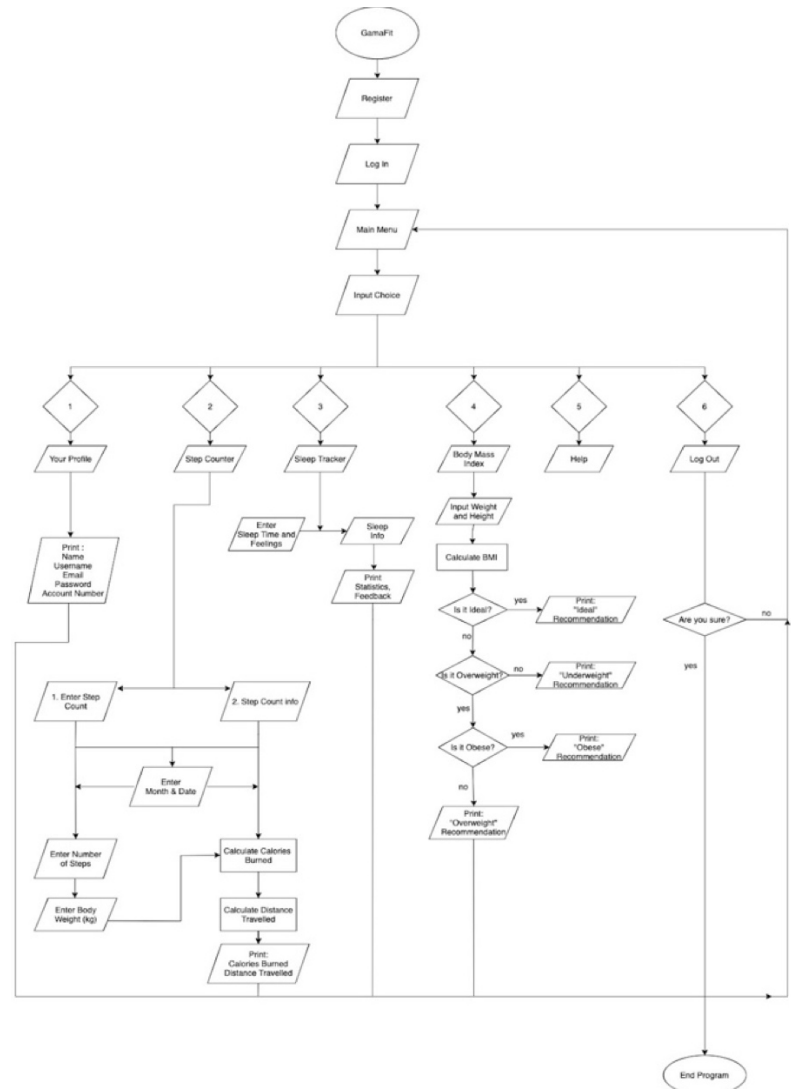 GamaFit
Register
Log In
Main Menu
Input Choice
1
2
3
4
5
6
Your Profile
Step Counter
Sleep Tracker
Body Mass
Index
Help
Log Out
Print :
Name
Username
Email
Password
Account Number
Enter
Sleep Time and
Feelings
Sleep
Info
Print
Statistics,
Feedback
Input Weight
and Height
Calculate BMI
Is it Ideal?
yes
Print:
"Ideal"
Recommendation
no
Is it Overweight?
no
Print:
"Underweight"
Recommendation
yes
Is it Obese?
yes
Print:
"Obese"
Recommendation
no
Print:
"Overweight"
Recommendation
Are you sure?
no
yes
1. Enter Step
Count
2. Step Count info
Enter
Month & Date
Enter Number
of Steps
Calculate Calories
Burned
Enter Body
Weight (kg)
Calculate Distance
Travelled
Print:
Calories Burned
Distance Travelled
End Program